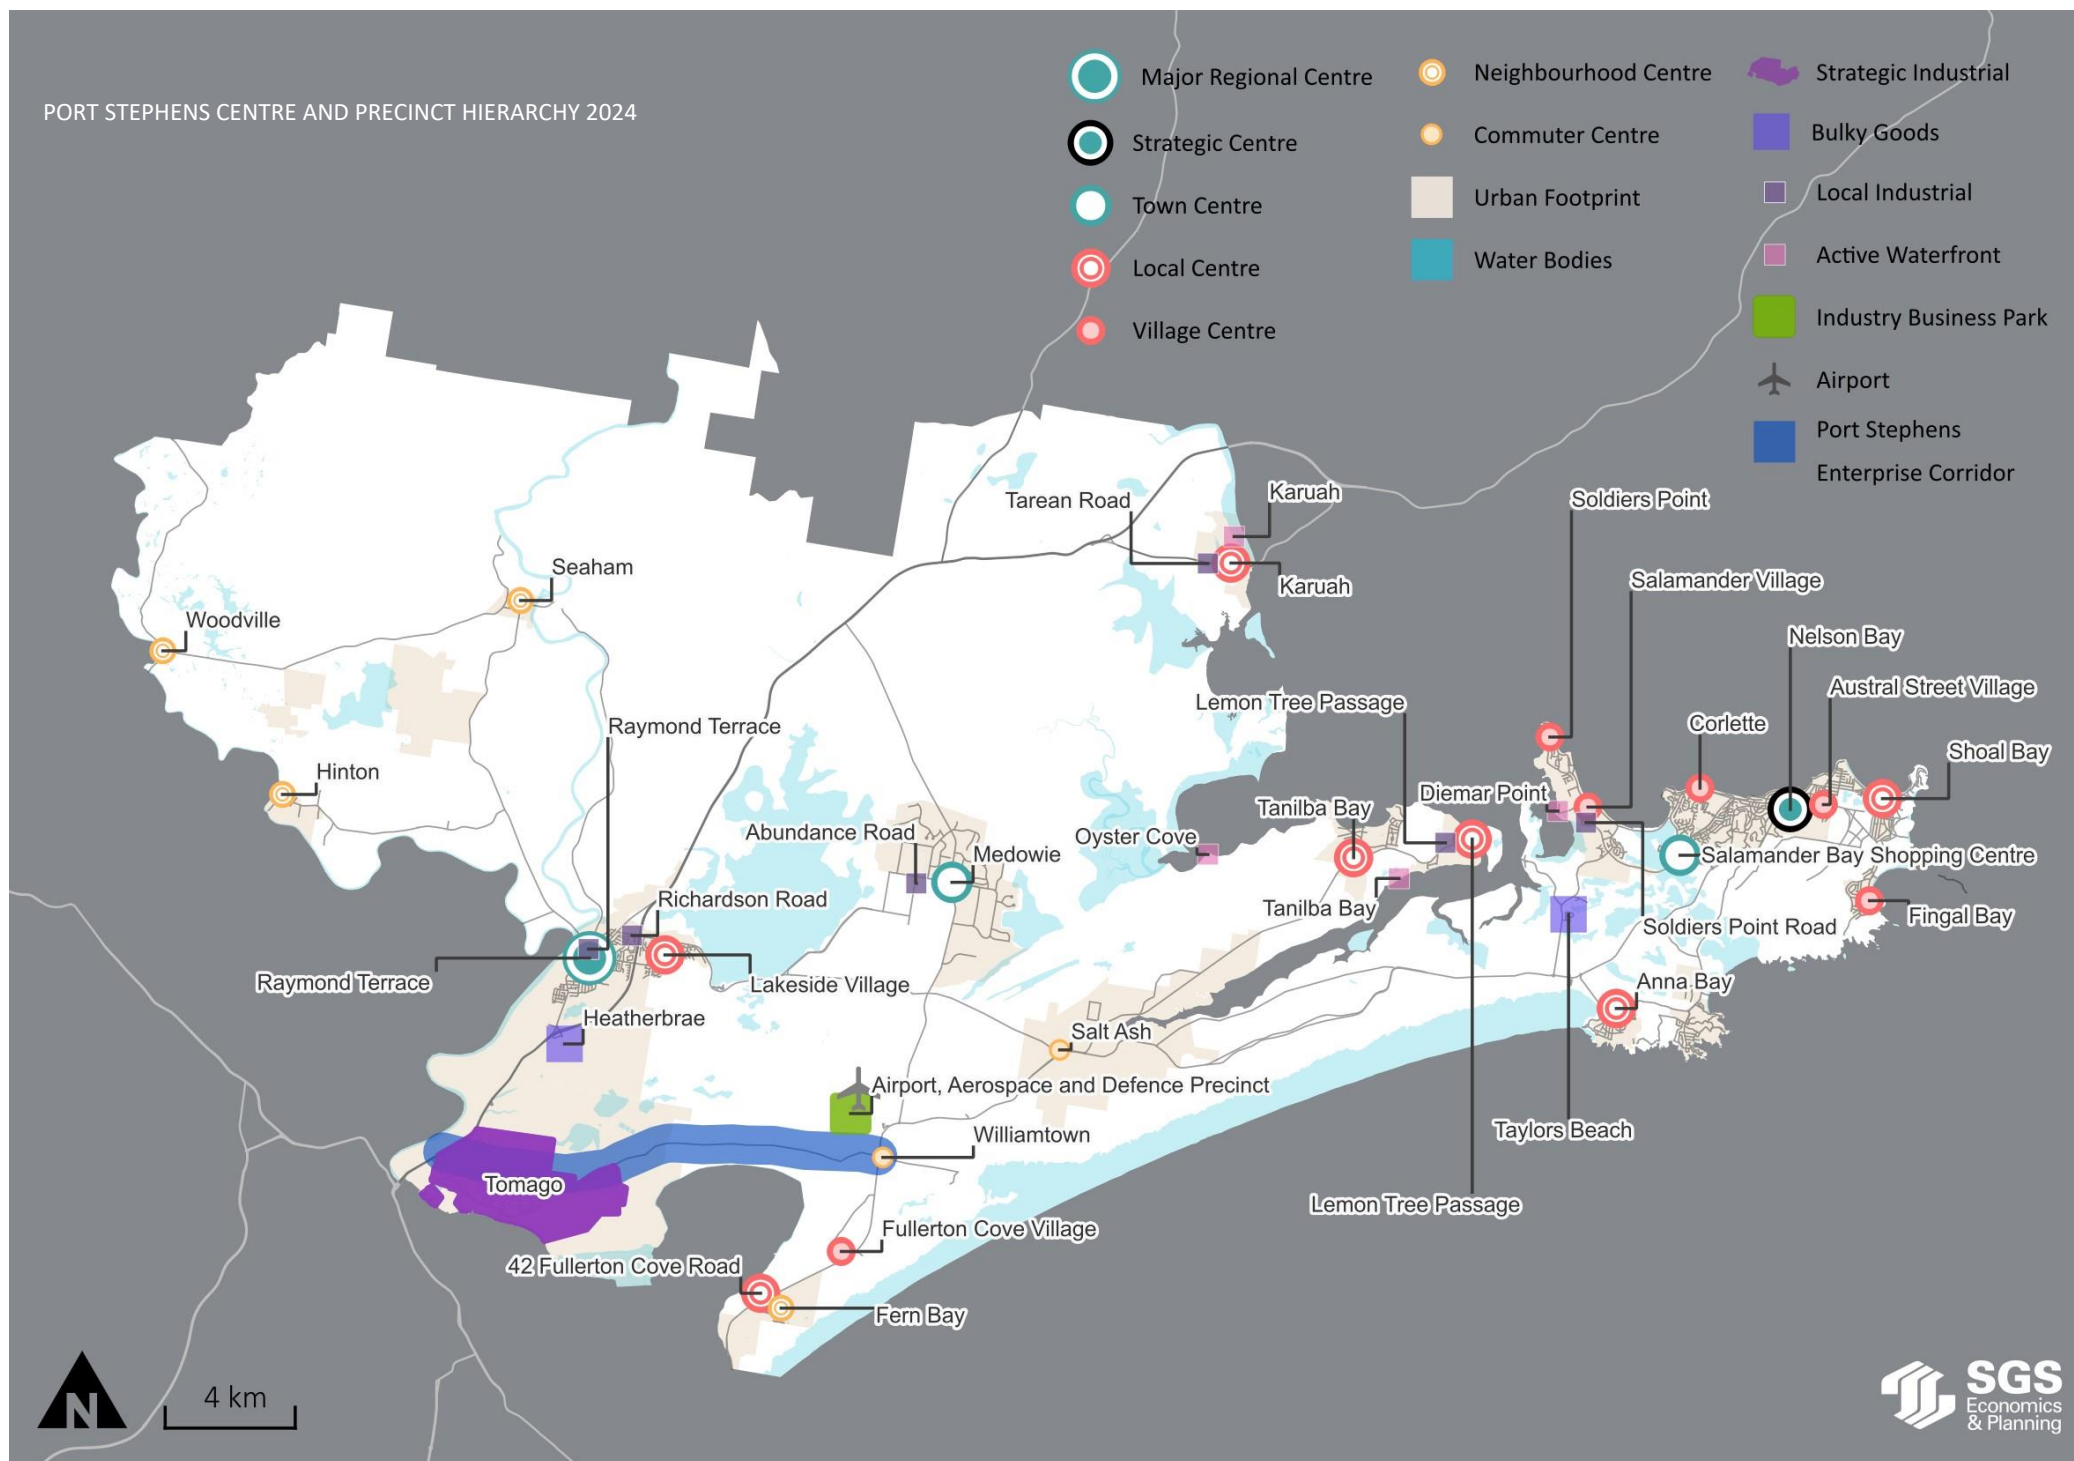 PORT STEPHENS CENTRE AND PRECINCT HIERARCHY 2024
Major Regional Centre
Strategic Centre
Town Centre
Local Centre
Village Centre
Neighbourhood Centre
Commuter Centre
Urban Footprint
Water Bodies
Strategic Industrial
Bulky Goods
Local Industrial
Active Waterfront
Industry Business Park
Airport
Port Stephens
Enterprise Corridor
Tarean Road
Karuah
Soldiers Point
Seaham
Karuah
Salamander Village
Woodville
Nelson Bay
Austral Street Village
Lemon Tree Passage
Raymond Terrace
Corlette
Shoal Bay
Hinton
Diemar Point
Tanilba Bay
Abundance Road
Oyster Cove
Medowie
Salamander Bay Shopping Centre
Richardson Road
Tanilba Bay
Fingal Bay
Soldiers Point Road
Raymond Terrace
Lakeside Village
Anna Bay
Heatherbrae
Salt Ash
Airport, Aerospace and Defence Precinct
Williamtown
Taylors Beach
Tomago
Lemon Tree Passage
Fullerton Cove Village
42 Fullerton Cove Road
Fern Bay
N
4 km
SGS
Economics
& Planning